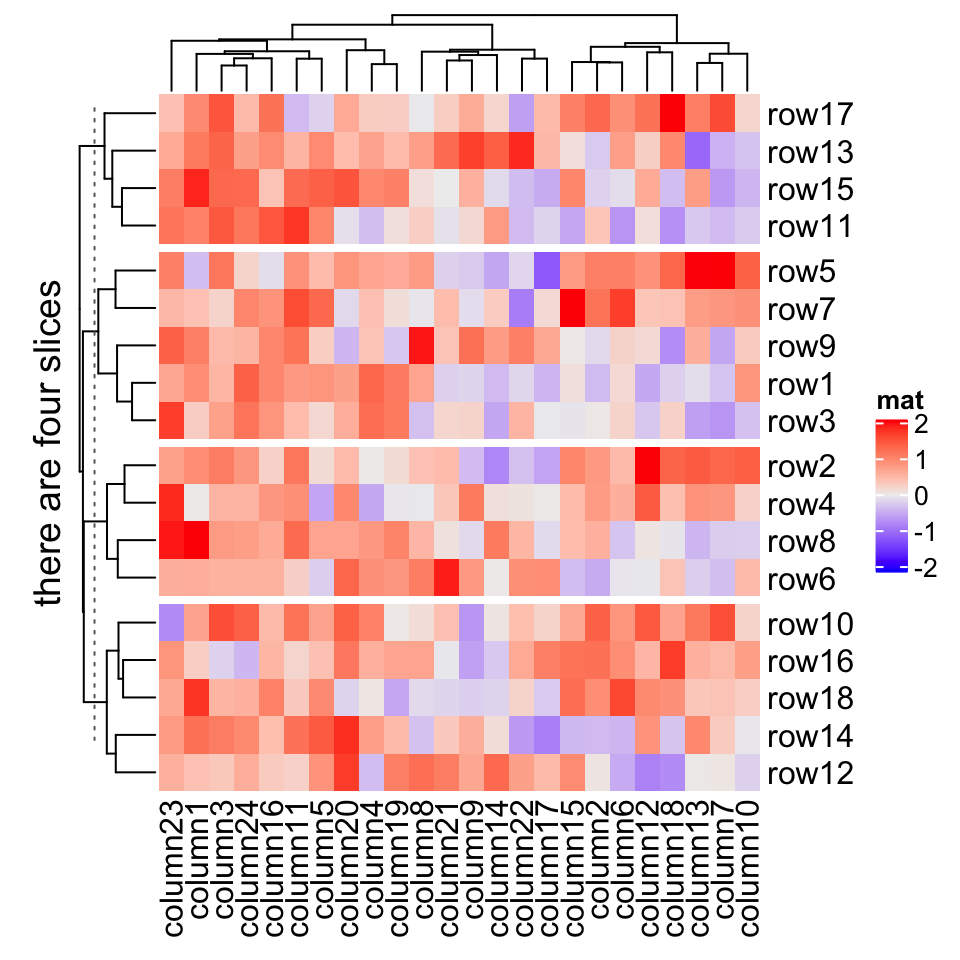 there are four slices
row17
row13
row15
row11
row5
row7
row9
row1
row3
row2
row4
row8
row6
row10
row16
row18
row14
row12
column23
column1
column3
column24
column16
column11
column5
column20
column4
column19
column8
column21
column9
column14
column22
column17
column15
column2
column6
column12
column18
column13
column7
column10
mat
2
1
0
-1
-2